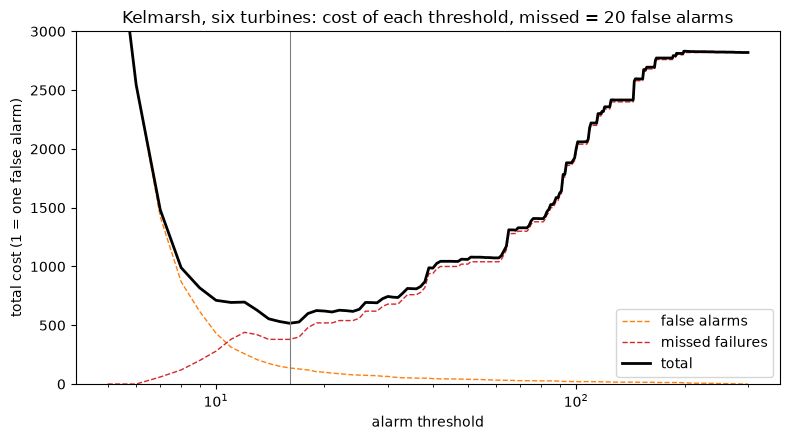 Kelmarsh, six turbines: cost of each threshold, missed = 20 false alarms
total cost (1 = one false alarm)
3000
2500
2000
1500
1000
500
0
false alarms
missed failures
total
10¹
10²
alarm threshold